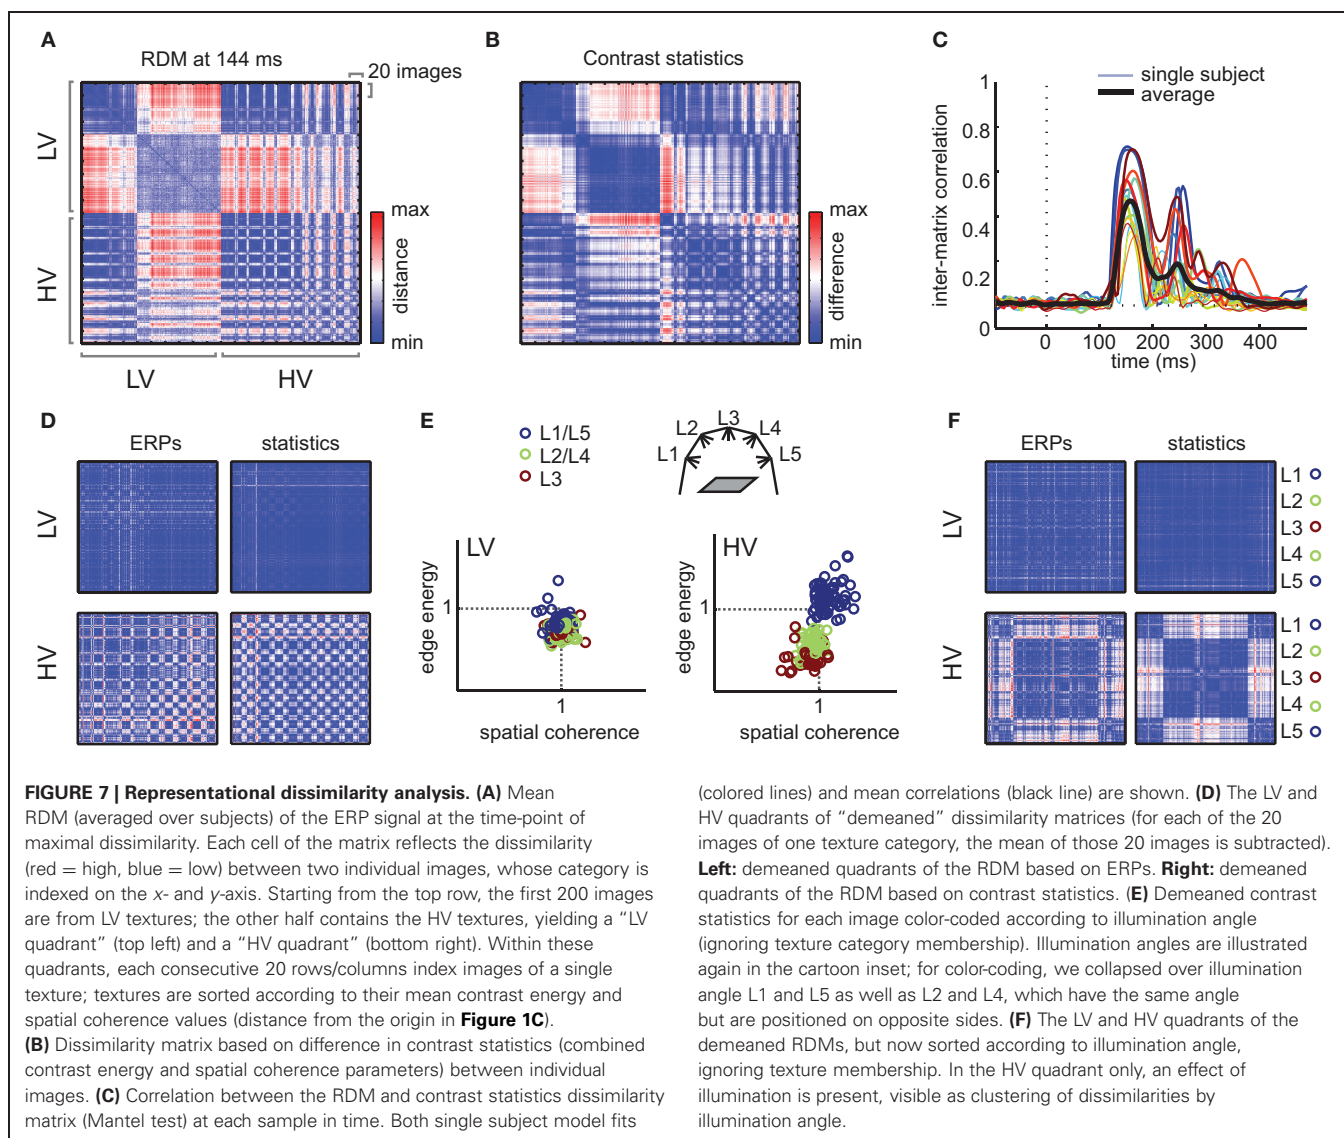 A
RDM at 144 ms
20 images
LV
HV
max
distance
min
LV
HV
B
Contrast statistics
max
difference
min
C
single subject
average
inter-matrix correlation
1
0.8
0.6
0.4
0.2
0.2
0
0
100
200
300
400
time (ms)
D
ERPs
statistics
LV
HV
E
L1/L5
L2/L4
L3
L1
L2
L3
L4
L5
LV
edge energy
1
1
spatial coherence
HV
edge energy
1
1
spatial coherence
F
ERPs
statistics
LV
L1
L2
L3
L4
L5
HV
L1
L2
L3
L4
L5
FIGURE 7 | Representational dissimilarity analysis. (A) Mean
RDM (averaged over subjects) of the ERP signal at the time-point of
maximal dissimilarity. Each cell of the matrix reflects the dissimilarity
(red = high, blue = low) between two individual images, whose category is
indexed on the x- and y-axis. Starting from the top row, the first 200 images
are from LV textures; the other half contains the HV textures, yielding a “LV
quadrant” (top left) and a “HV quadrant” (bottom right). Within these
quadrants, each consecutive 20 rows/columns index images of a single
texture; textures are sorted according to their mean contrast energy and
spatial coherence values (distance from the origin in Figure 1C).
(B) Dissimilarity matrix based on difference in contrast statistics (combined
contrast energy and spatial coherence parameters) between individual
images. (C) Correlation between the RDM and contrast statistics dissimilarity
matrix (Mantel test) at each sample in time. Both single subject model fits
(colored lines) and mean correlations (black line) are shown. (D) The LV and
HV quadrants of “demeaned” dissimilarity matrices (for each of the 20
images of one texture category, the mean of those 20 images is subtracted).
Left: demeaned quadrants of the RDM based on ERPs. Right: demeaned
quadrants of the RDM based on contrast statistics. (E) Demeaned contrast
statistics for each image color-coded according to illumination angle
(ignoring texture category membership). Illumination angles are illustrated
again in the cartoon inset; for color-coding, we collapsed over illumination
angle L1 and L5 as well as L2 and L4, which have the same angle
but are positioned on opposite sides. (F) The LV and HV quadrants of the
demeaned RDMs, but now sorted according to illumination angle,
ignoring texture membership. In the HV quadrant only, an effect of
illumination is present, visible as clustering of dissimilarities by
illumination angle.